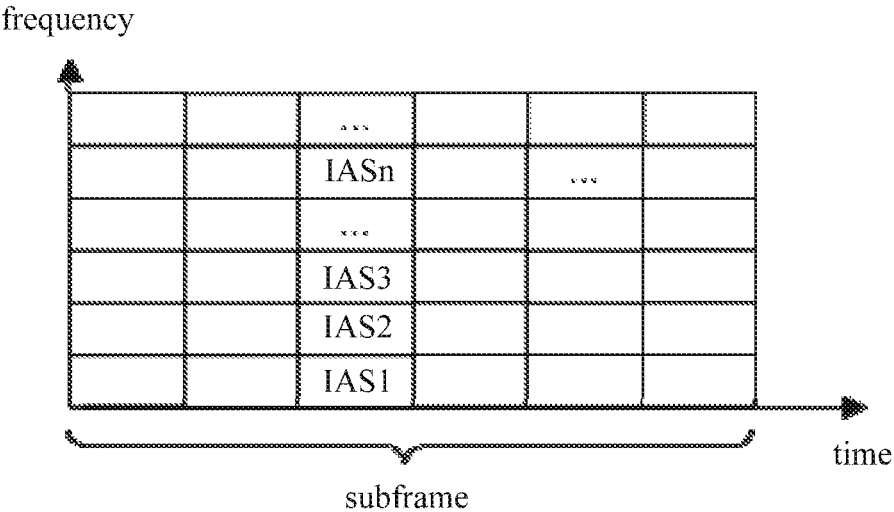 frequency
...
IASn
...
...
IAS3
IAS2
IAS1
time
subframe